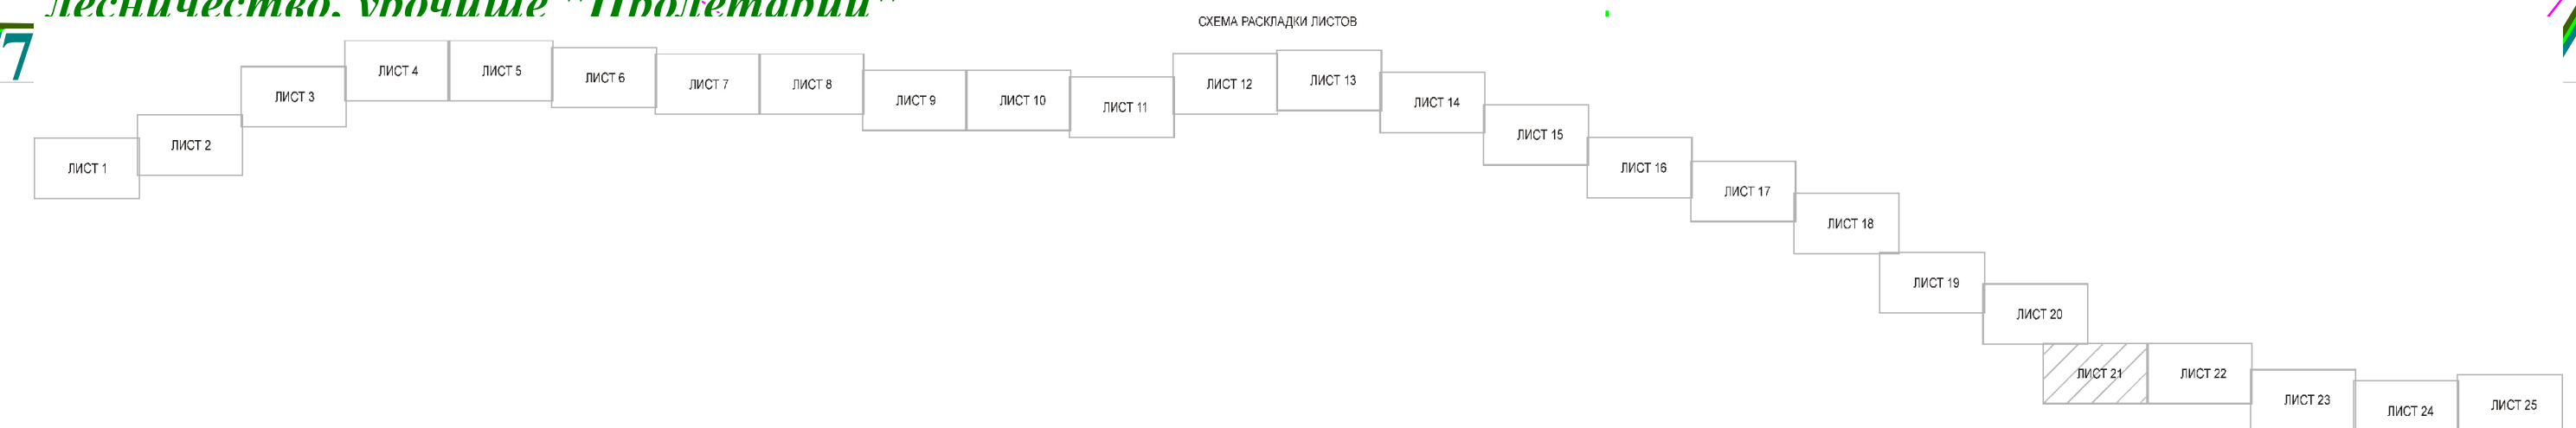 лесничество, урочище "Пролетарий"
СХЕМА РАСКЛАДКИ ЛИСТОВ
7
ЛИСТ 1
ЛИСТ 2
ЛИСТ 3
ЛИСТ 4
ЛИСТ 5
ЛИСТ 6
ЛИСТ 7
ЛИСТ 8
ЛИСТ 9
ЛИСТ 10
ЛИСТ 11
ЛИСТ 12
ЛИСТ 13
ЛИСТ 14
ЛИСТ 15
ЛИСТ 16
ЛИСТ 17
ЛИСТ 18
ЛИСТ 19
ЛИСТ 20
ЛИСТ 21
ЛИСТ 22
ЛИСТ 23
ЛИСТ 24
ЛИСТ 25